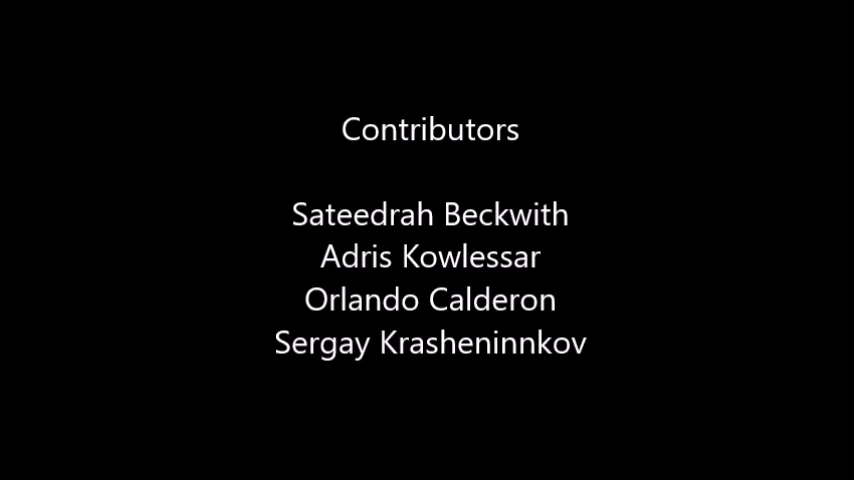 Contributors
Sateedrah Beckwith
Adris Kowlessar
Orlando Calderon
Sergay Krasheninnkov